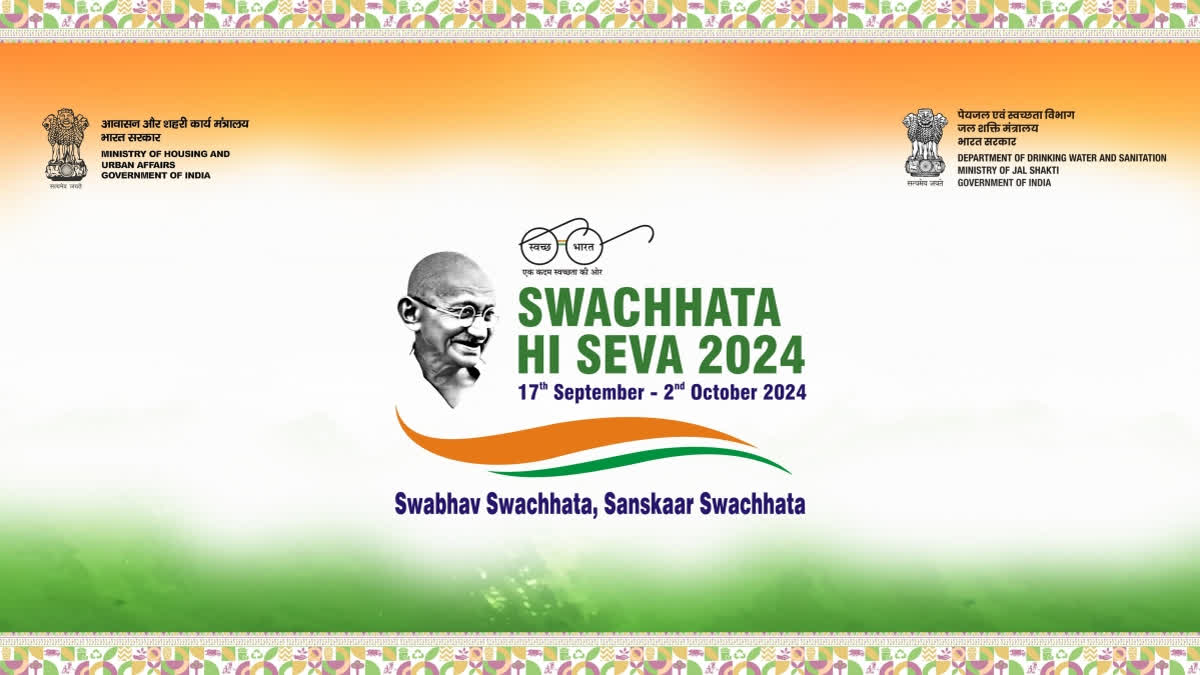 आवासन और शहरी कार्य मंत्रालय
भारत सरकार
MINISTRY OF HOUSING AND
URBAN AFFAIRS
GOVERNMENT OF INDIA
सत्यमेव जयते
पेयजल एवं स्वच्छता विभाग
जल शक्ति मंत्रालय
भारत सरकार
DEPARTMENT OF DRINKING WATER AND SANITATION
MINISTRY OF JAL SHAKTI
GOVERNMENT OF INDIA
सत्यमेव जयते
स्वच्छ भारत
एक कदम स्वच्छता की ओर
SWACHHATA
HI SEVA 2024
17th September - 2nd October 2024
Swabhav Swachhata, Sanskaar Swachhata